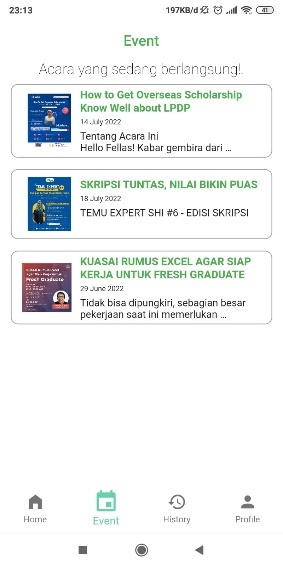 23:13
197KB/d
41
Event
Acara yang sedang berlangsung!.
How to Get Overseas Scholarship
Know Well about LPDP
14 July 2022
Tentang Acara Ini
Hello Fellas! Kabar gembira dari ...
SKRIPSI TUNTAS, NILAI BIKIN PUAS
18 July 2022
TEMU EXPERT SHI #6 - EDISI SKRIPSI
KUASAI RUMUS EXCEL AGAR SIAP
KERJA UNTUK FRESH GRADUATE
29 June 2022
Fresh Graduate
Tidak bisa dipungkiri, sebagian besar
pekerjaan saat ini memerlukan ...
Home
Event
History
Profile